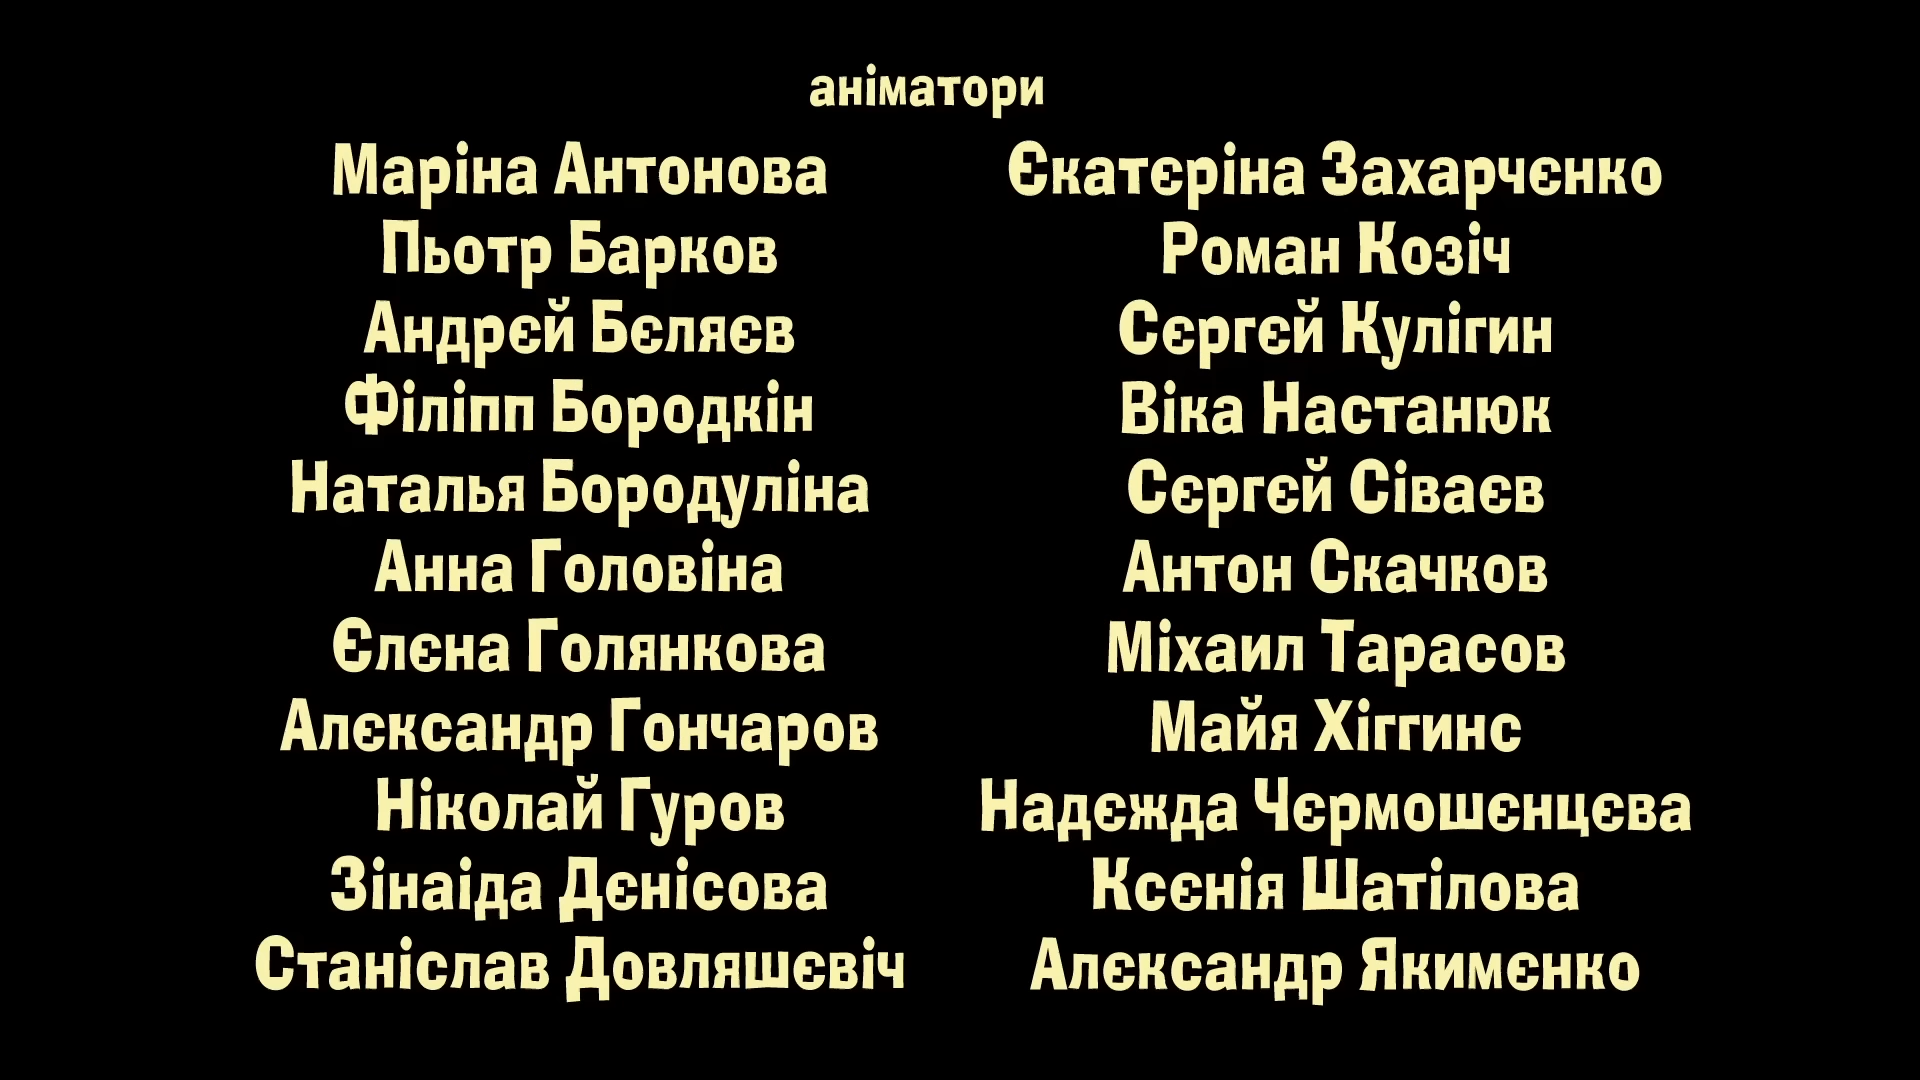 аніматори
Маріна Антонова
Пьотр Барков
Андрєй Бєляєв
Філіпп Бородкін
Наталья Бородуліна
Анна Головіна
Єлєна Голянкова
Алєксандр Гончаров
Ніколай Гуров
Зінаіда Дєнісова
Станіслав Довляшєвіч
Єкатєріна Захарчєнко
Роман Козіч
Сєргєй Кулігин
Віка Настанюк
Сєргєй Сіваєв
Антон Скачков
Міхаил Тарасов
Майя Хіггинс
Надєжда Чєрмошєнцєва
Ксєнія Шатілова
Алєксандр Якимєнко